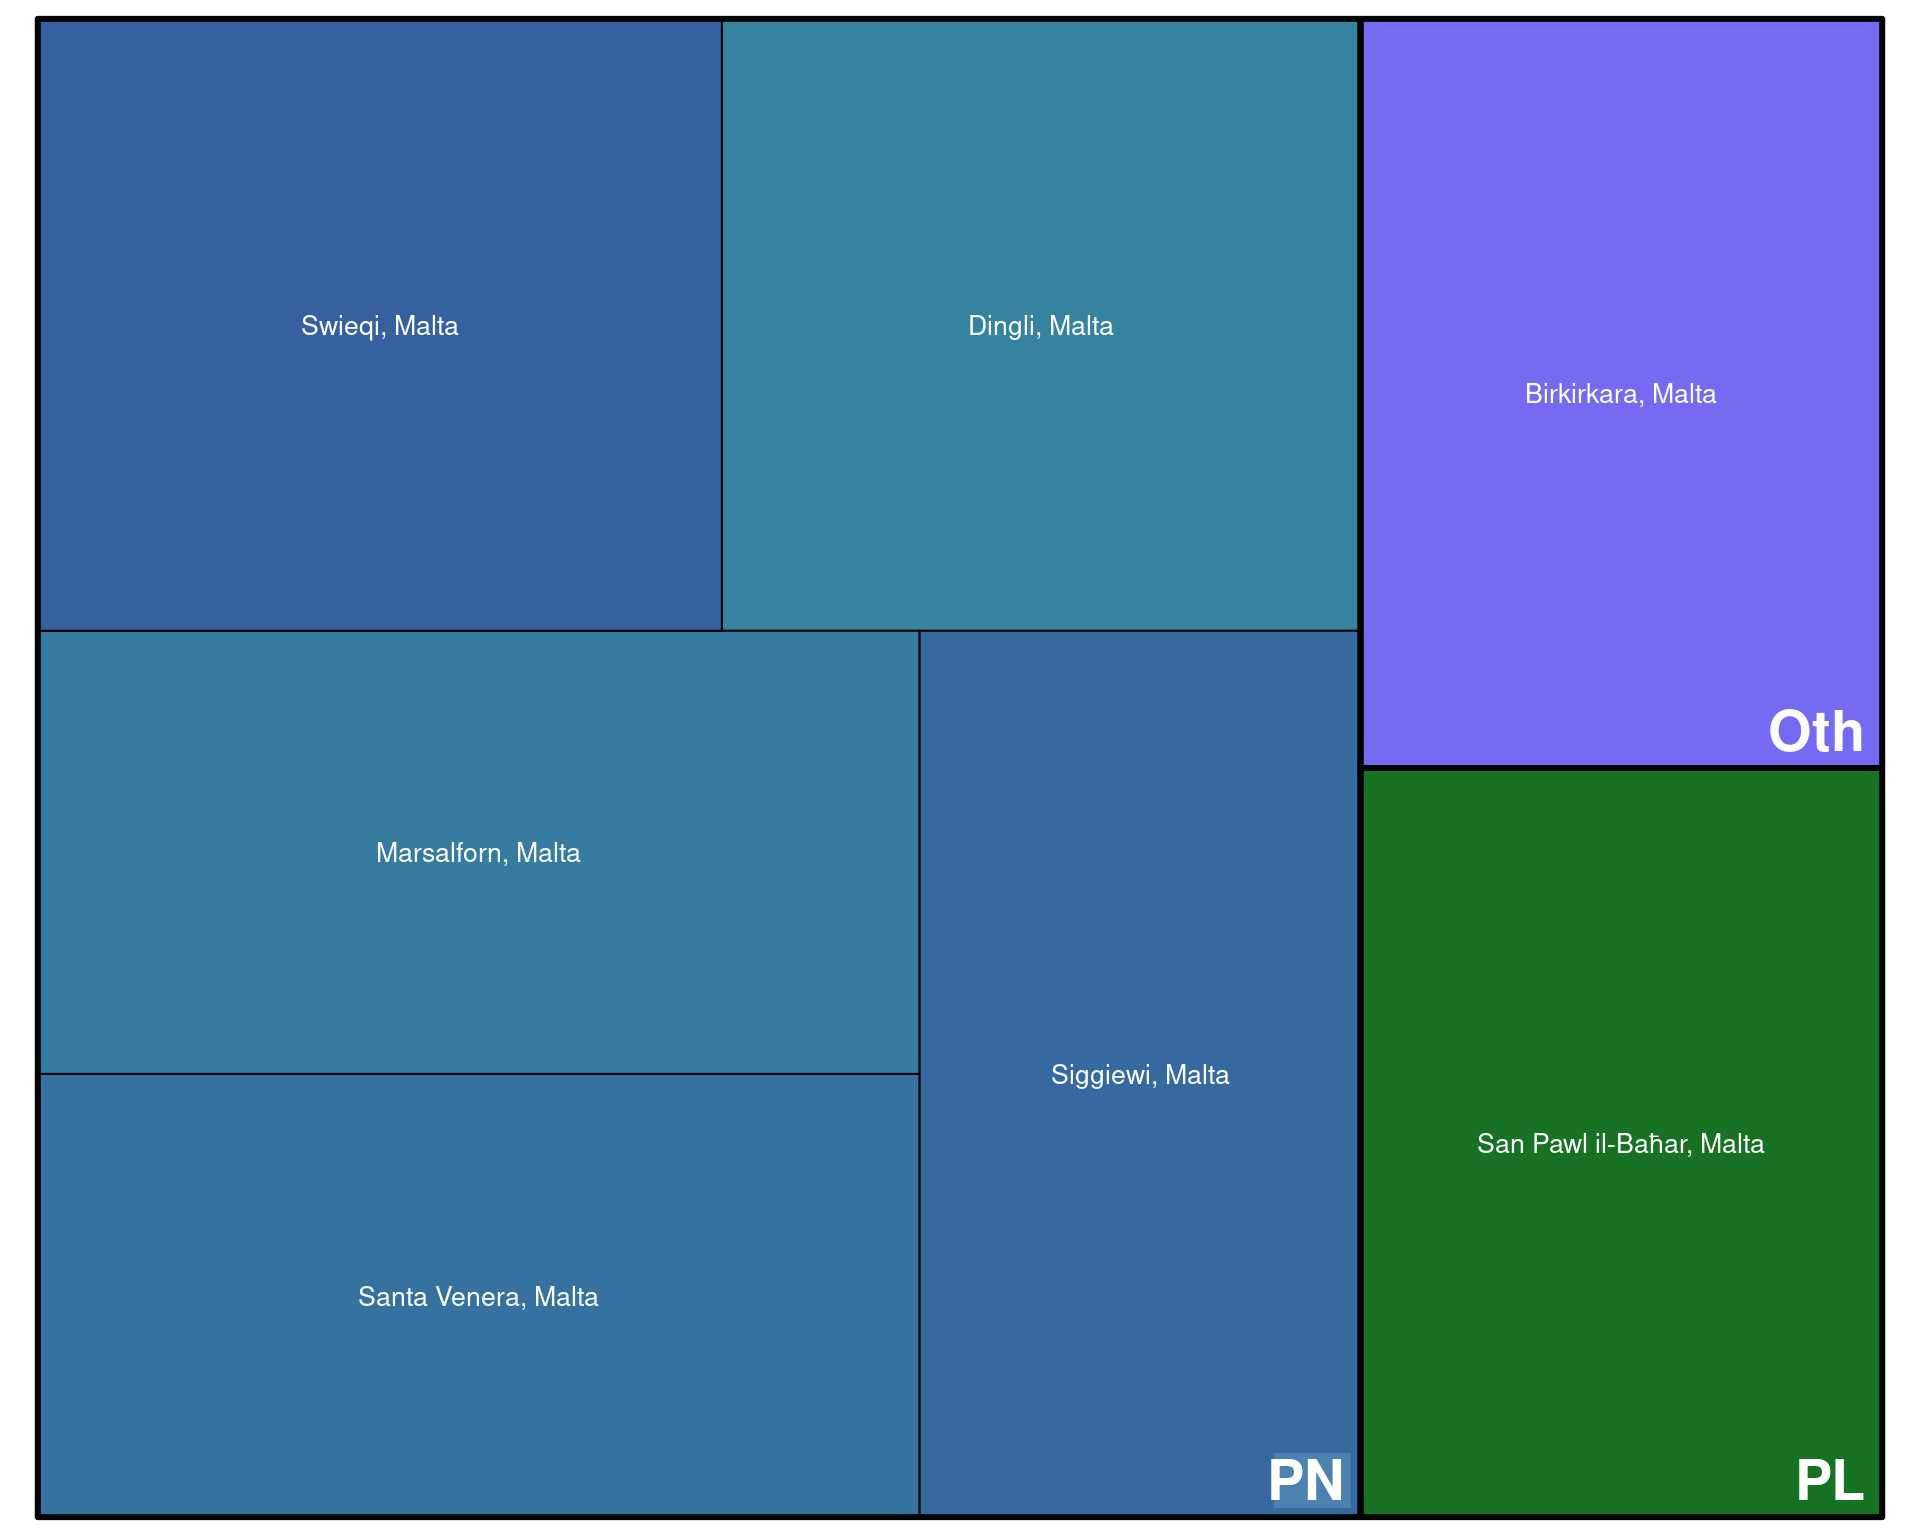 Swieqi, Malta
Dingli, Malta
Birkirkara, Malta
Oth
Marsalforn, Malta
Siggiewi, Malta
San Pawl il-Baħar, Malta
Santa Venera, Malta
PN
PL